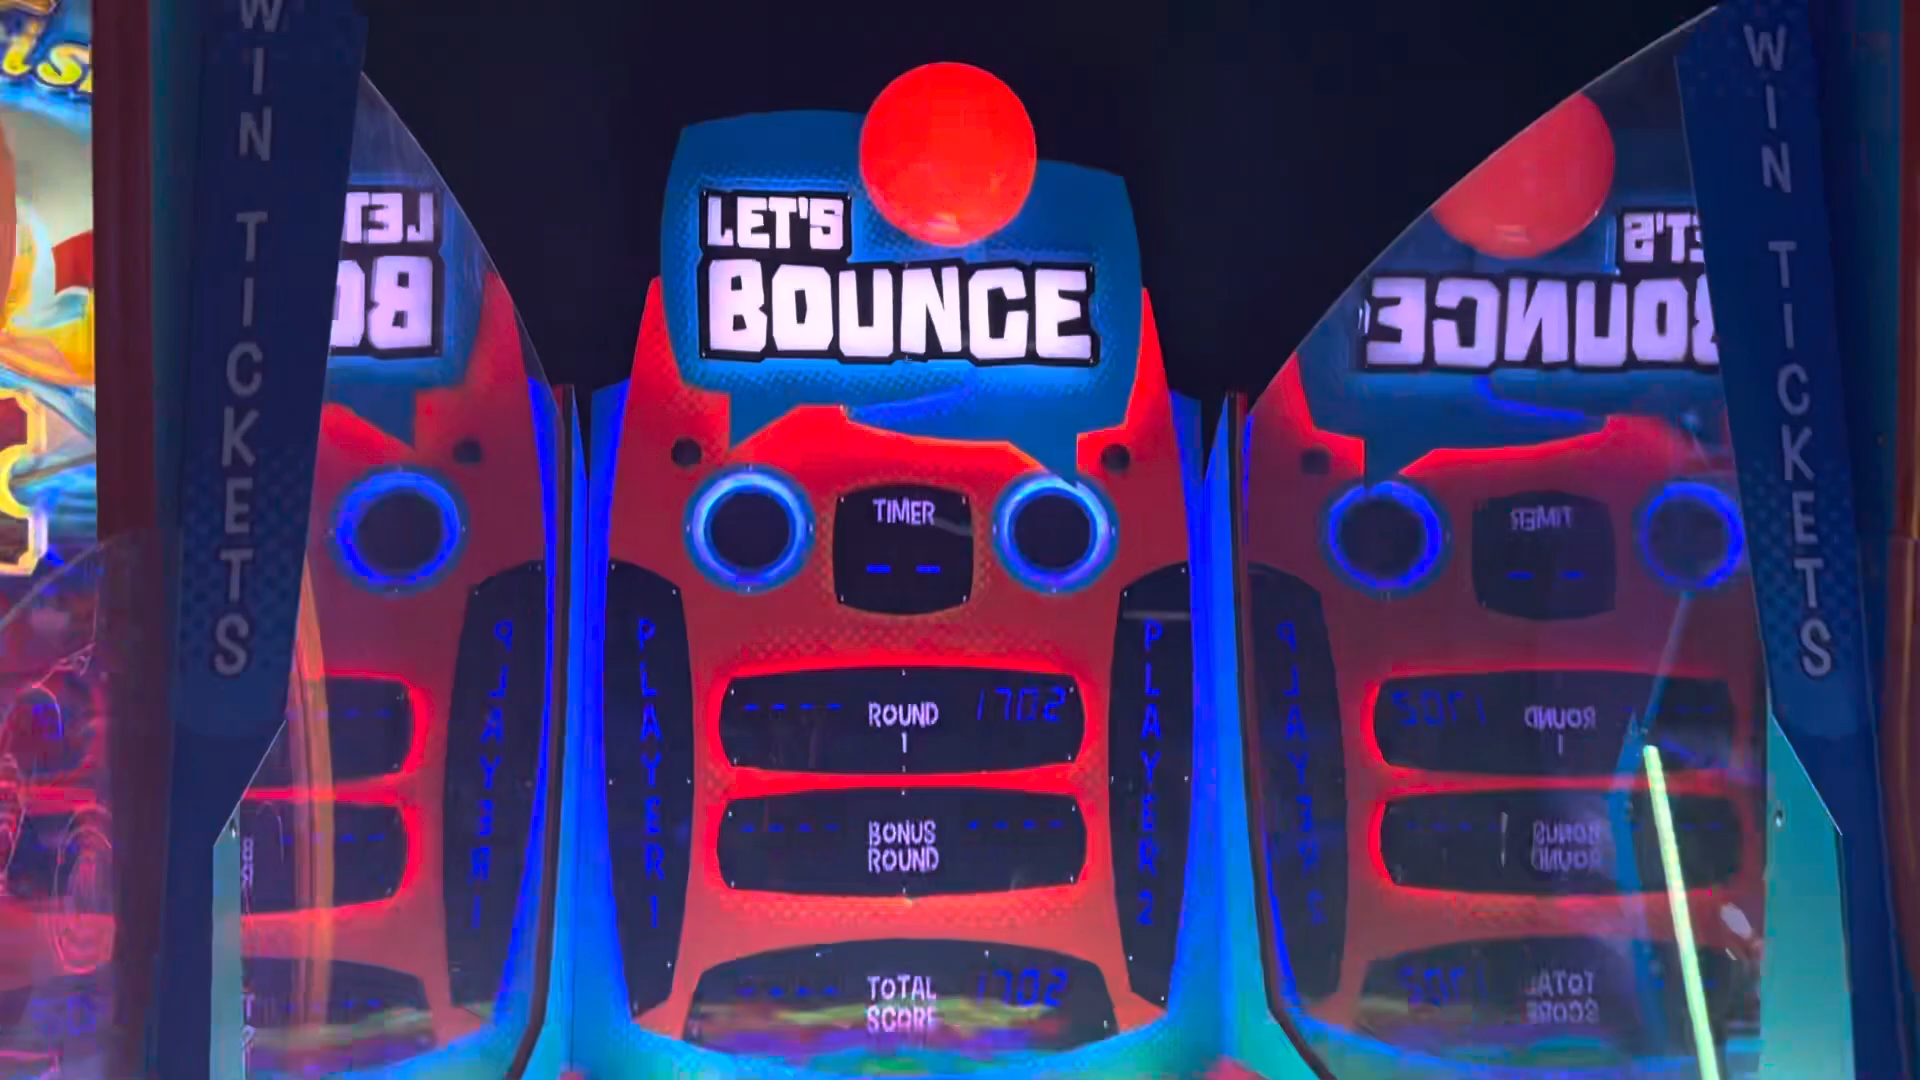 WIN TICKETS
LET'S
BOUNCE
WIN TICKETS
TIMER
-- 
PLAYER 1
PLAYER 2
---- ROUND 1 1702
---- BONUS ROUND ----
---- TOTAL SCORE 1702